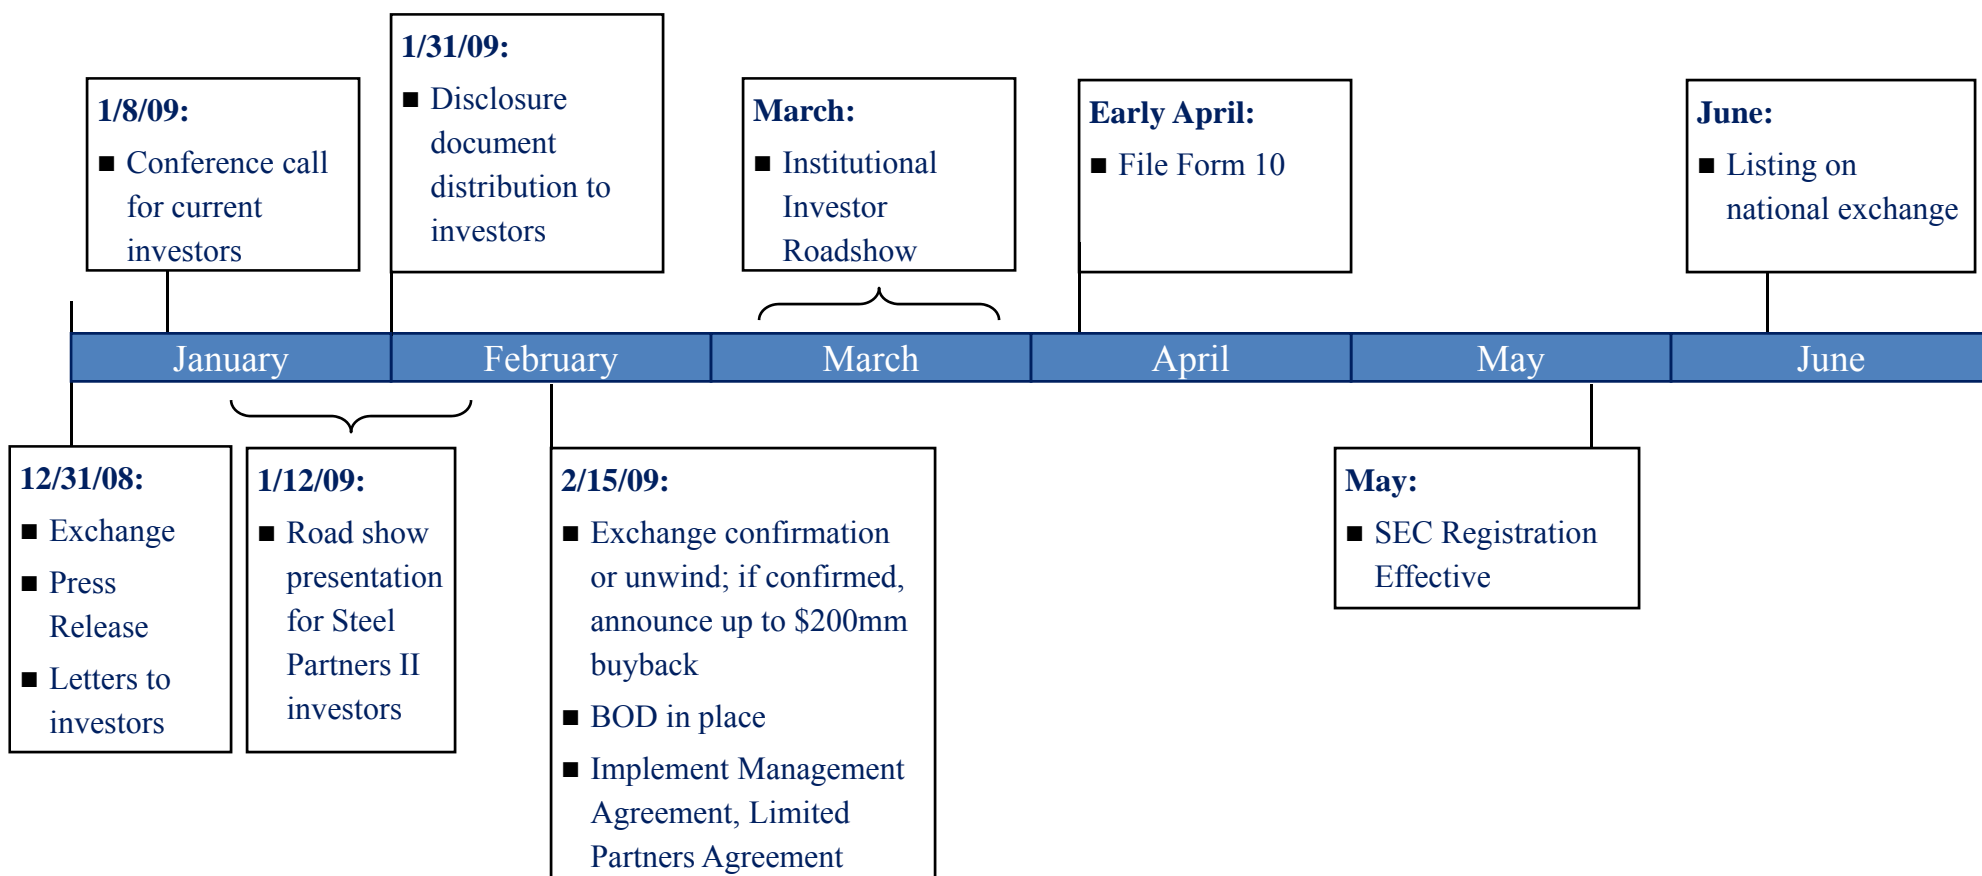 1/8/09:
■ Conference call
for current
investors
1/31/09:
■ Disclosure
document
distribution to
investors
March:
■ Institutional
Investor
Roadshow
Early April:
■ File Form 10
June:
■ Listing on
national exchange
January
February
March
April
May
June
12/31/08:
■ Exchange
■ Press
Release
■ Letters to
investors
1/12/09:
■ Road show
presentation
for Steel
Partners II
investors
2/15/09:
■ Exchange confirmation
or unwind; if confirmed,
announce up to $200mm
buyback
■ BOD in place
■ Implement Management
Agreement, Limited
Partners Agreement
May:
■ SEC Registration
Effective